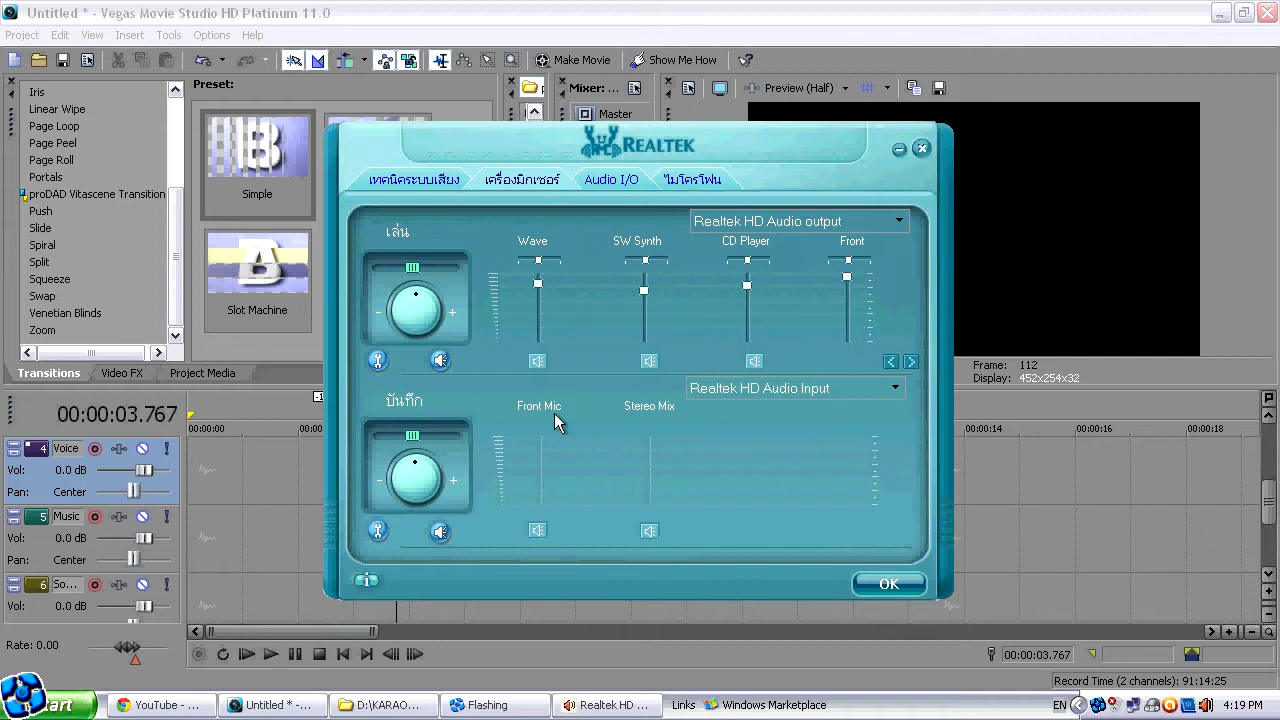 Untitled * - Vegas Movie Studio HD Platinum 11.0
Project Edit View Insert Tools Options Help
Make Movie Show Me How
Iris
Linear Wipe
Page Loop
Page Peel
Page Roll
Portals
proDAD Vitascene Transition
Push
Slide
Spiral
Split
Squeeze
Swap
Venetian Blinds
Zoom
Preset:
Simple
Slot Machine
Transitions Video FX Project Media
Mixer: ...
Master
Preview (Half)
Frame: 112
Display: 452x254x32
REALTEK
เทคนิคระบบเสียง เครื่องมิกเซอร์ Audio I/O ไมโครโฟน
เล่น
Realtek HD Audio output
Wave SW Synth CD Player Front
- +
บันทึก
Realtek HD Audio Input
Front Mic Stereo Mix
- +
OK
00:00:03.767
00:00:00 00:00:14 00:00:16 00:00:18
4 Voice
Vol: 0.0 dB
Pan: Center
5 Music
Vol: 0.0 dB
Pan: Center
6 So...
Vol: 0.0 dB
Rate: 0.00
00:00:03.767
Record Time (2 channels): 91:14:25
start YouTube - ... Untitled * -... D:\KARAO... Realtek HD ... Links Windows Marketplace EN 4:19 PM